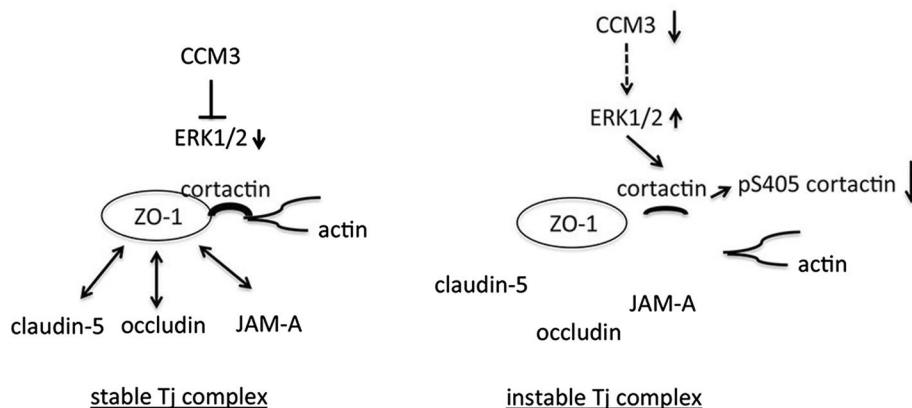 CCM3
ERK1/2
cortactin
ZO-1
actin
claudin-5 occludin JAM-A
stable Tj complex
CCM3
ERK1/2
cortactin pS405 cortactin
ZO-1
actin
claudin-5
JAM-A
occludin
instable Tj complex